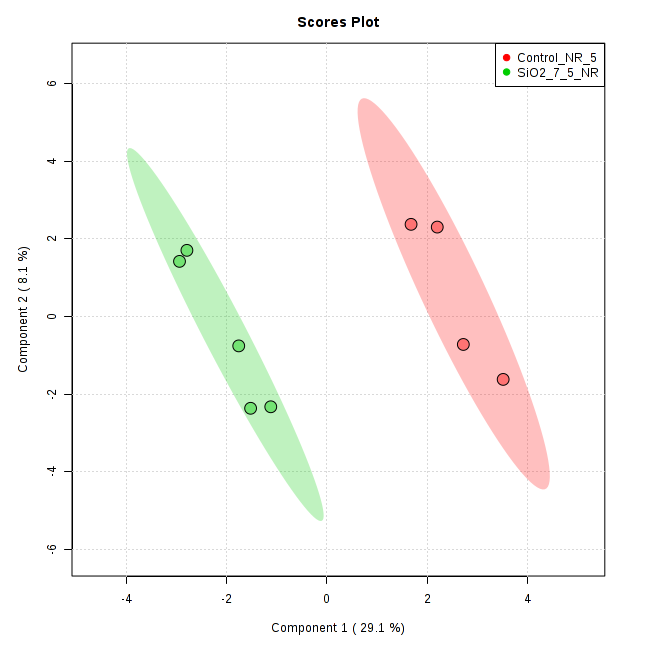 Scores Plot
Control_NR_5
SiO2_7_5_NR
6
4
2
0
-2
-4
-6
Component 2 ( 8.1 %)
-4 -2 0 2 4
Component 1 ( 29.1 %)